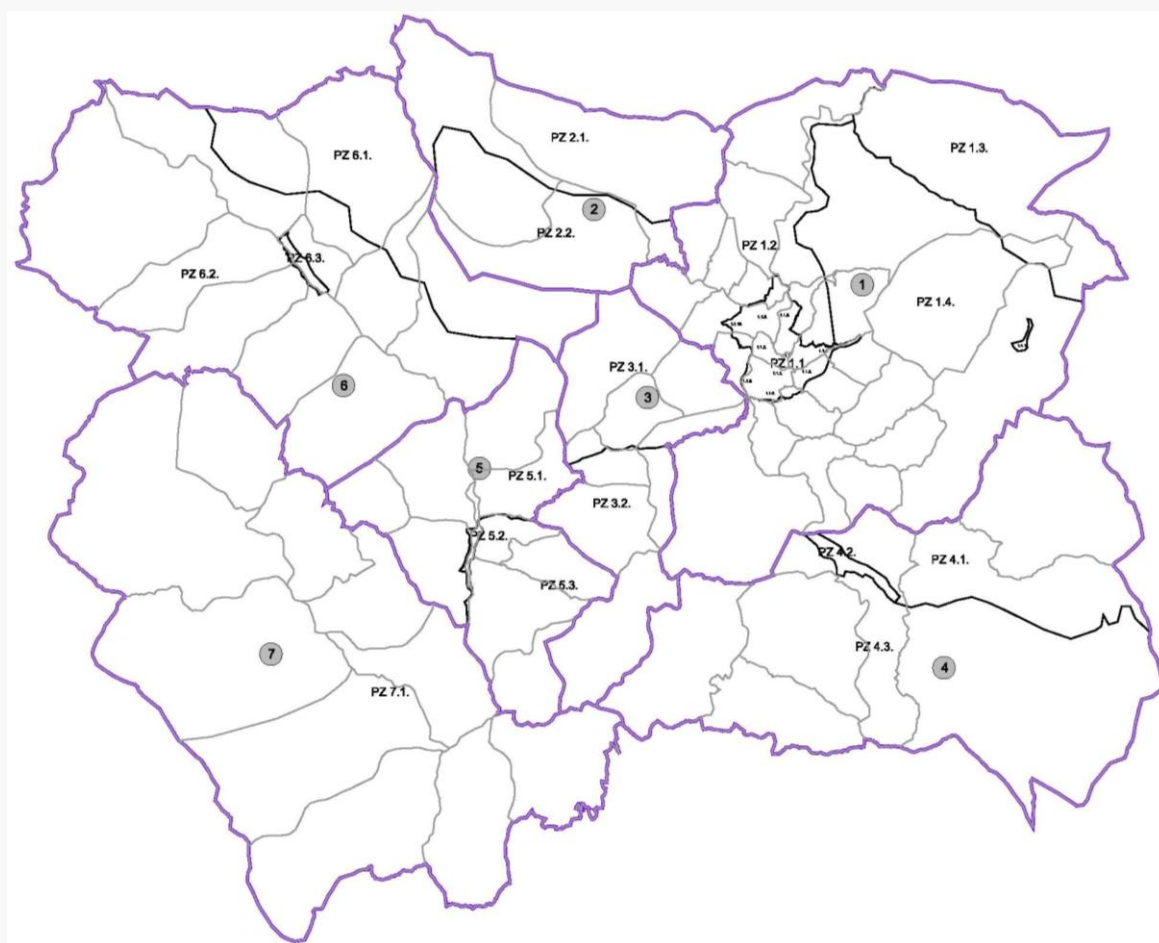 PZ 2.1.
PZ 1.3.
PZ 6.1.
2
PZ 2.2.
PZ 1.2
PZ 6.3.
PZ 6.2.
1
PZ 1.4.
PZ 1.1
PZ 3.1.
6
3
5
PZ 5.1.
PZ 3.2.
PZ 5.2.
PZ 4.2.
PZ 4.1.
PZ 5.3.
PZ 4.3.
7
4
PZ 7.1.